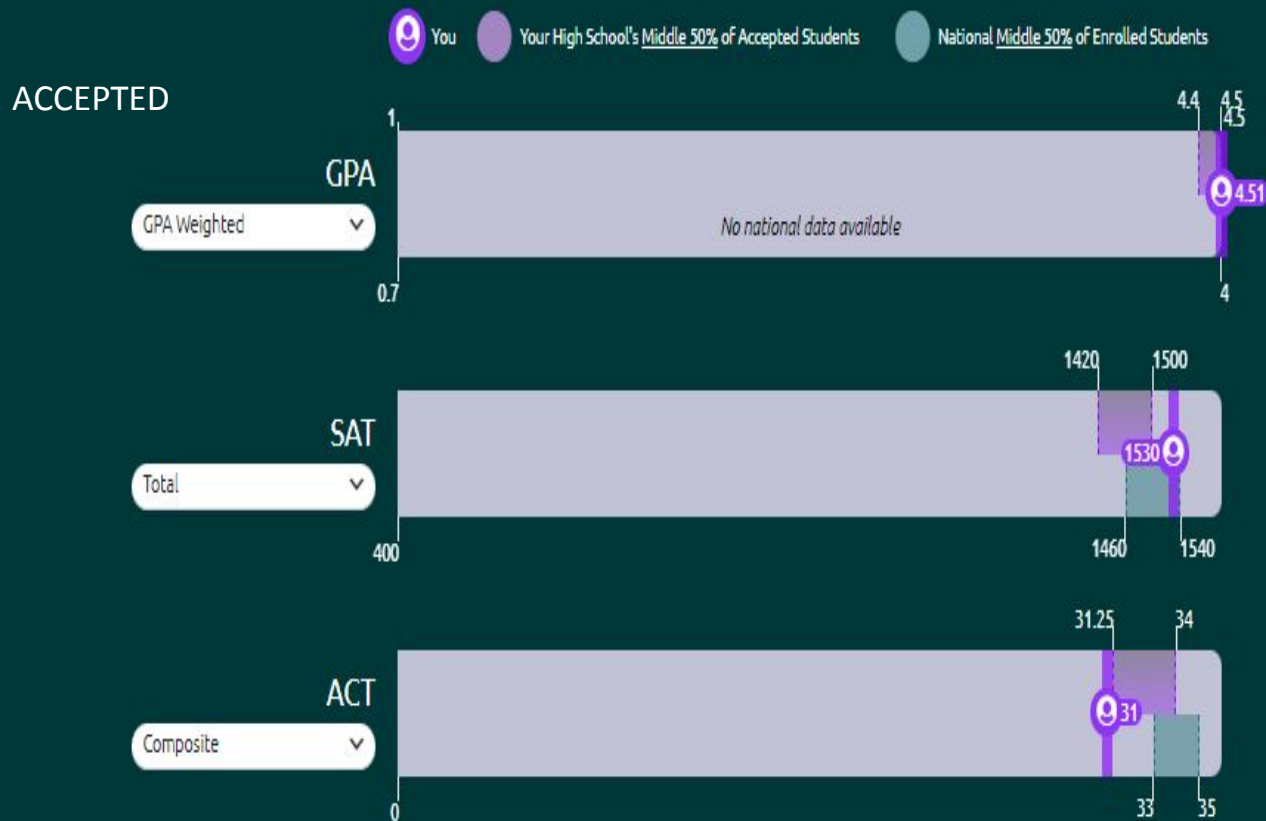 You Your High School's Middle 50% of Accepted Students National Middle 50% of Enrolled Students
ACCEPTED
1 4.4 4.5
4.5
GPA
4.51
GPA Weighted
No national data available
0.7 4
1420 1500
SAT
1530
Total
400 1460 1540
31.25 34
ACT
31
Composite
0 33 35